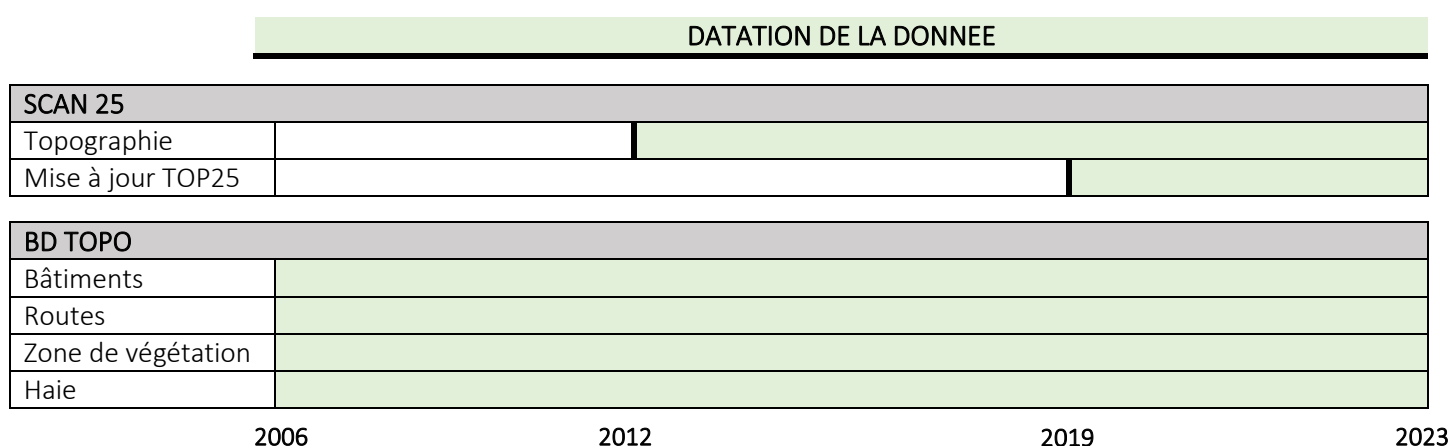 DATATION DE LA DONNEE
SCAN 25
Topographie
Mise à jour TOP25
BD TOPO
Bâtiments
Routes
Zone de végétation
Haie
2006 2012 2019 2023